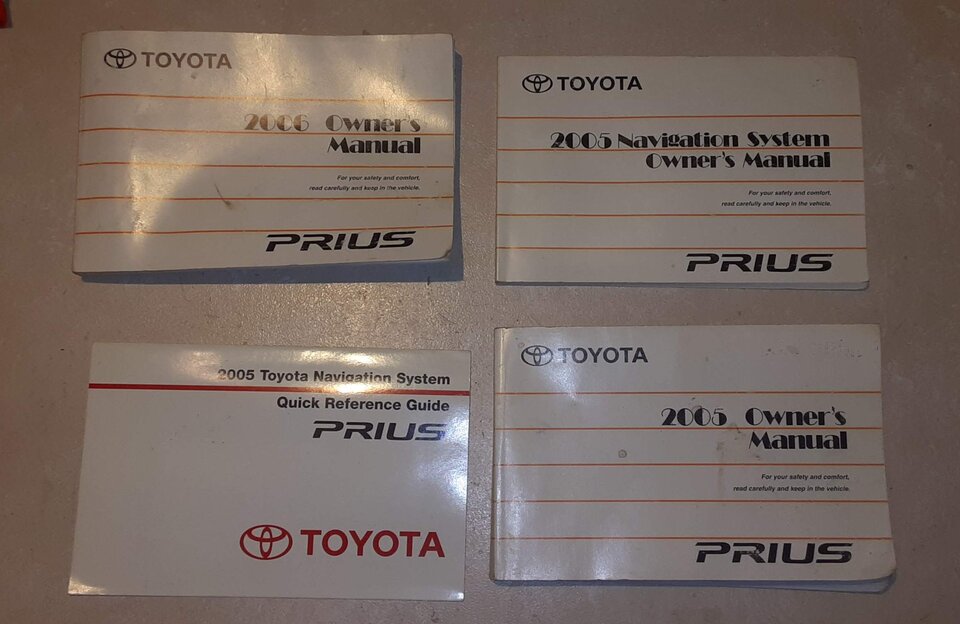 TOYOTA
2006 Owner's
Manual
For your safety and comfort,
read carefully and keep in the vehicle.
PRIUS
TOYOTA
2005 Navigation System
Owner's Manual
For your safety and comfort,
read carefully and keep in the vehicle.
PRIUS
2005 Toyota Navigation System
Quick Reference Guide
PRIUS
TOYOTA
TOYOTA
2005 Owner's
Manual
For your safety and comfort,
read carefully and keep in the vehicle.
PRIUS